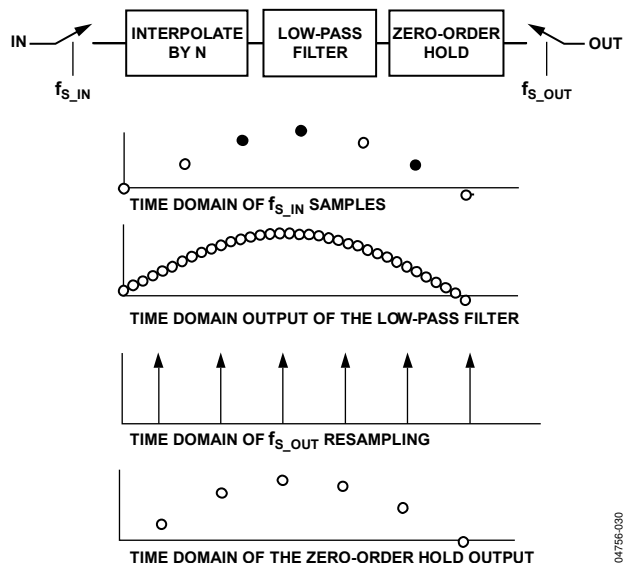 IN
INTERPOLATE
BY N
LOW-PASS
FILTER
ZERO-ORDER
HOLD
OUT
fS_IN
fS_OUT
TIME DOMAIN OF fS_IN SAMPLES
TIME DOMAIN OUTPUT OF THE LOW-PASS FILTER
TIME DOMAIN OF fS_OUT RESAMPLING
TIME DOMAIN OF THE ZERO-ORDER HOLD OUTPUT
04756-030